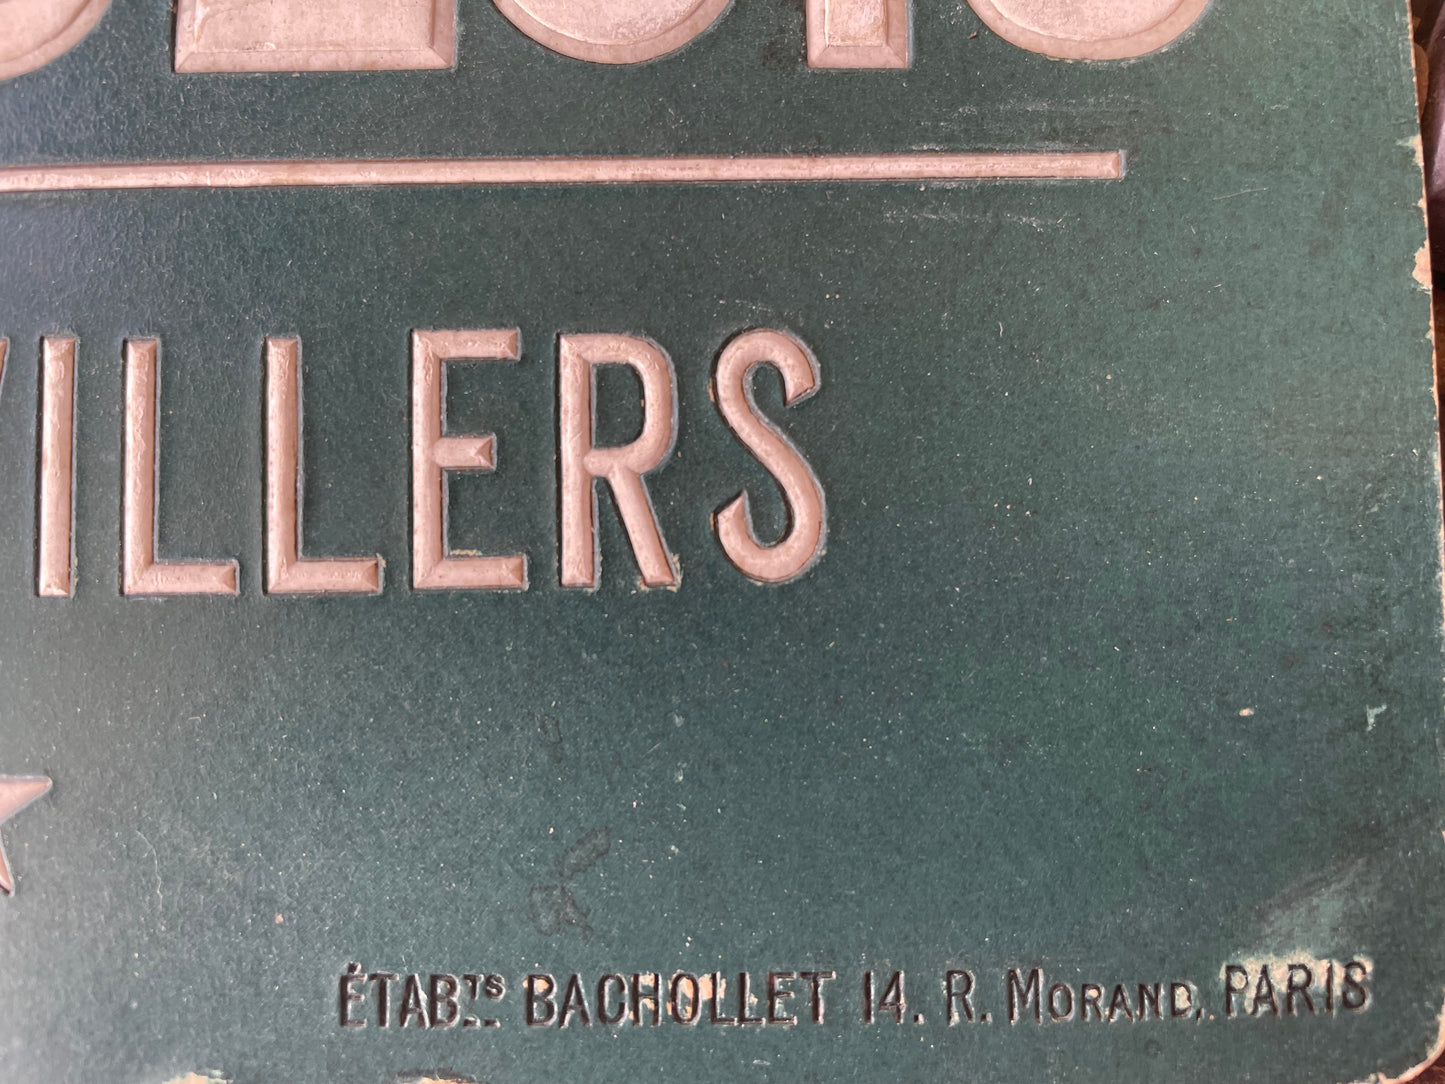 VILLERS
ÉTABTS BACHOLLET 14. R. MORAND, PARIS